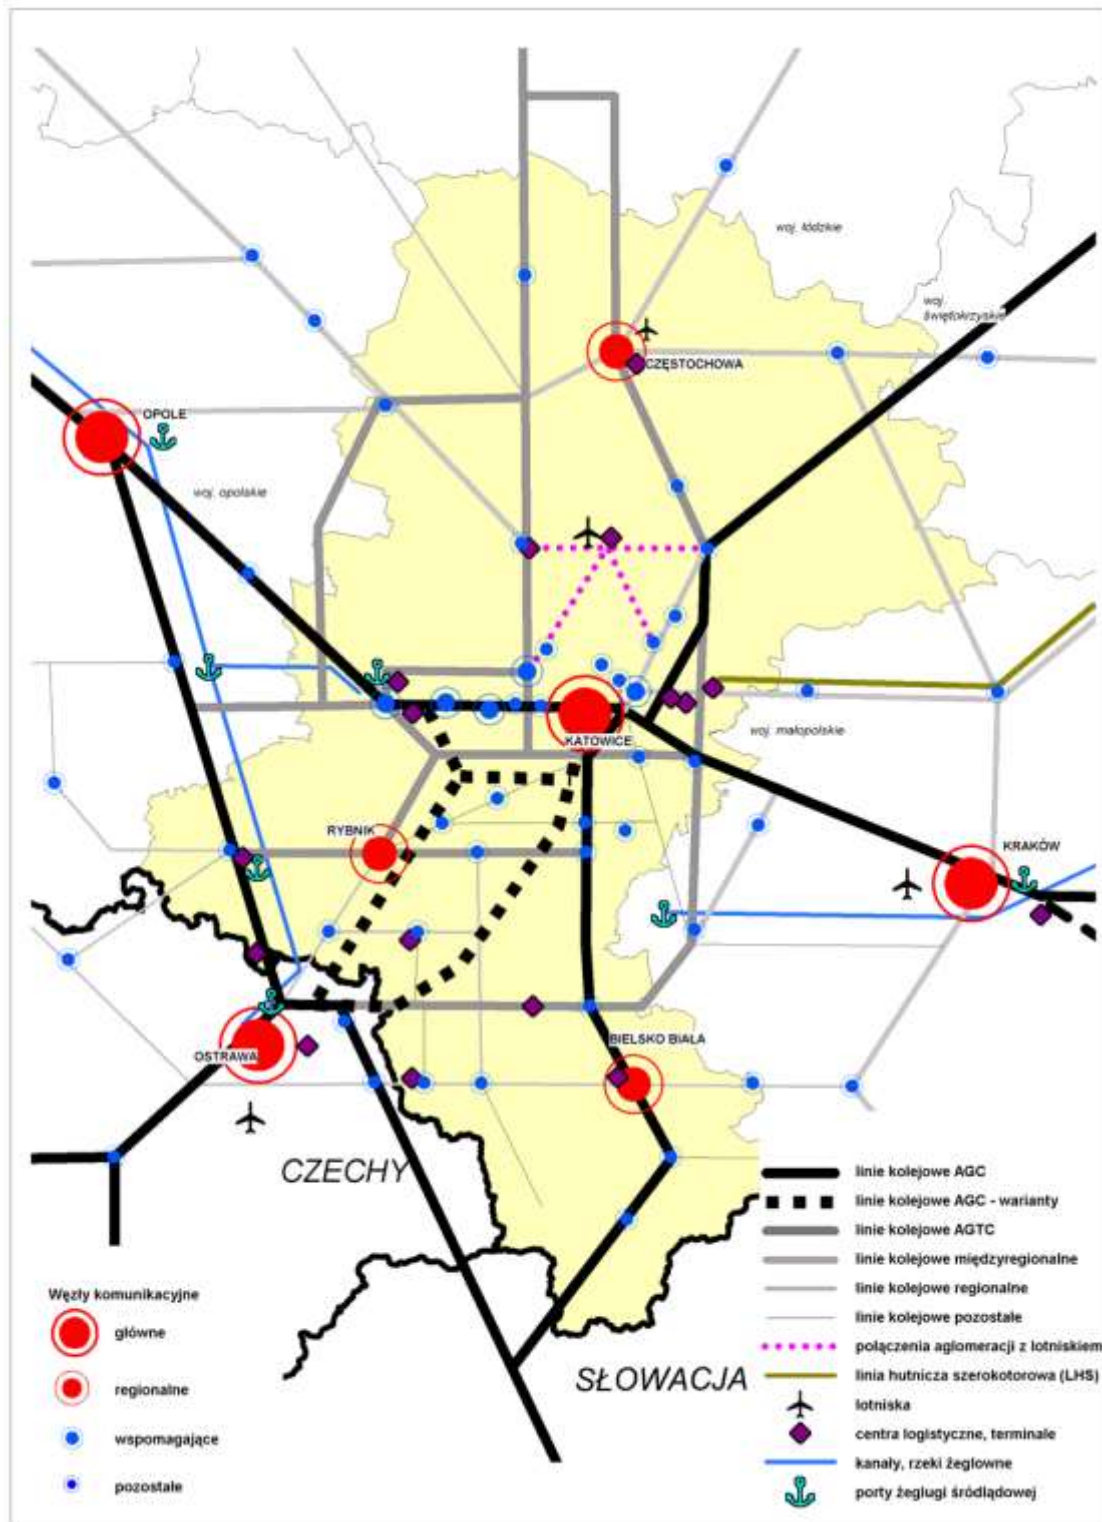 woj. łódzkie
woj.
świętokrzyskie
CZĘSTOCHOWA
OPOLE
woj. opolskie
KATOWICE
woj. małopolskie
RYBNIK
KRAKÓW
BIELSKO BIALA
OSTRAWA
CZECHY
SŁOWACJA
linie kolejowe AGC
linie kolejowe AGC - warianty
linie kolejowe AGTC
linie kolejowe międzyregionalne
linie kolejowe regionalne
linie kolejowe pozostałe
połączenia aglomeracji z lotniskiem
linia hutnicza szerokotorowa (LHS)
lotniska
centra logistyczne, terminale
kanały, rzeki żeglowne
porty żeglugi śródlądowej
Węzły komunikacyjne
główne
regionalne
wspomagające
pozostałe